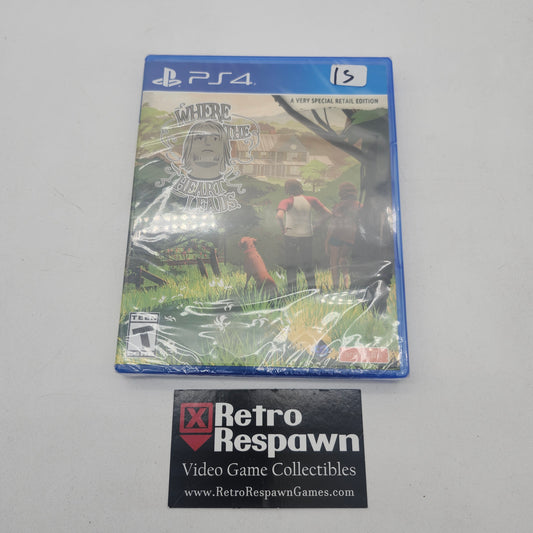 PS4
15
A VERY SPECIAL RETAIL EDITION
WHERE
THE
HEART
LEADS
TEEN
T
Retro
Respawn
Video Game Collectibles
www.RetroRespawnGames.com